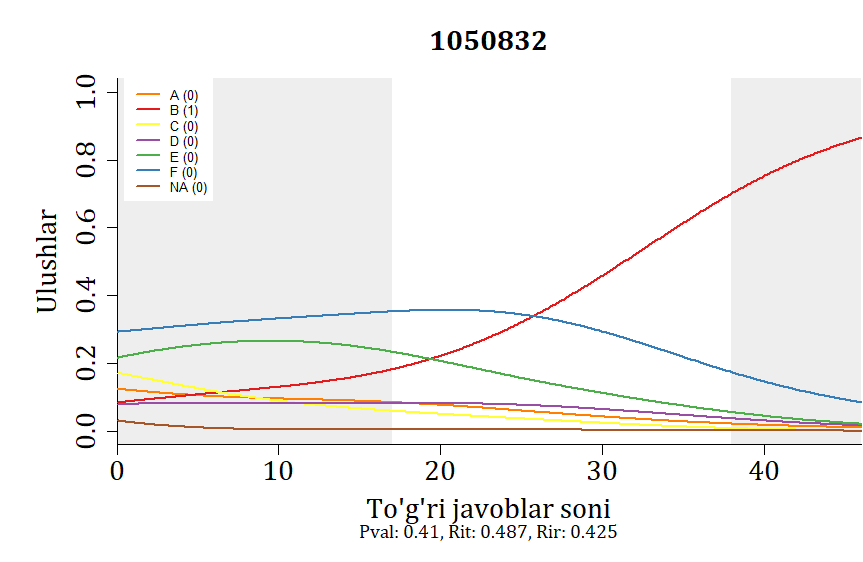 1050832
A (0)
B (1)
C (0)
D (0)
E (0)
F (0)
NA (0)
Ulushlar
1.0
0.8
0.6
0.4
0.2
0.0
0 10 20 30 40
To'g'ri javoblar soni
Pval: 0.41, Rit: 0.487, Rir: 0.425